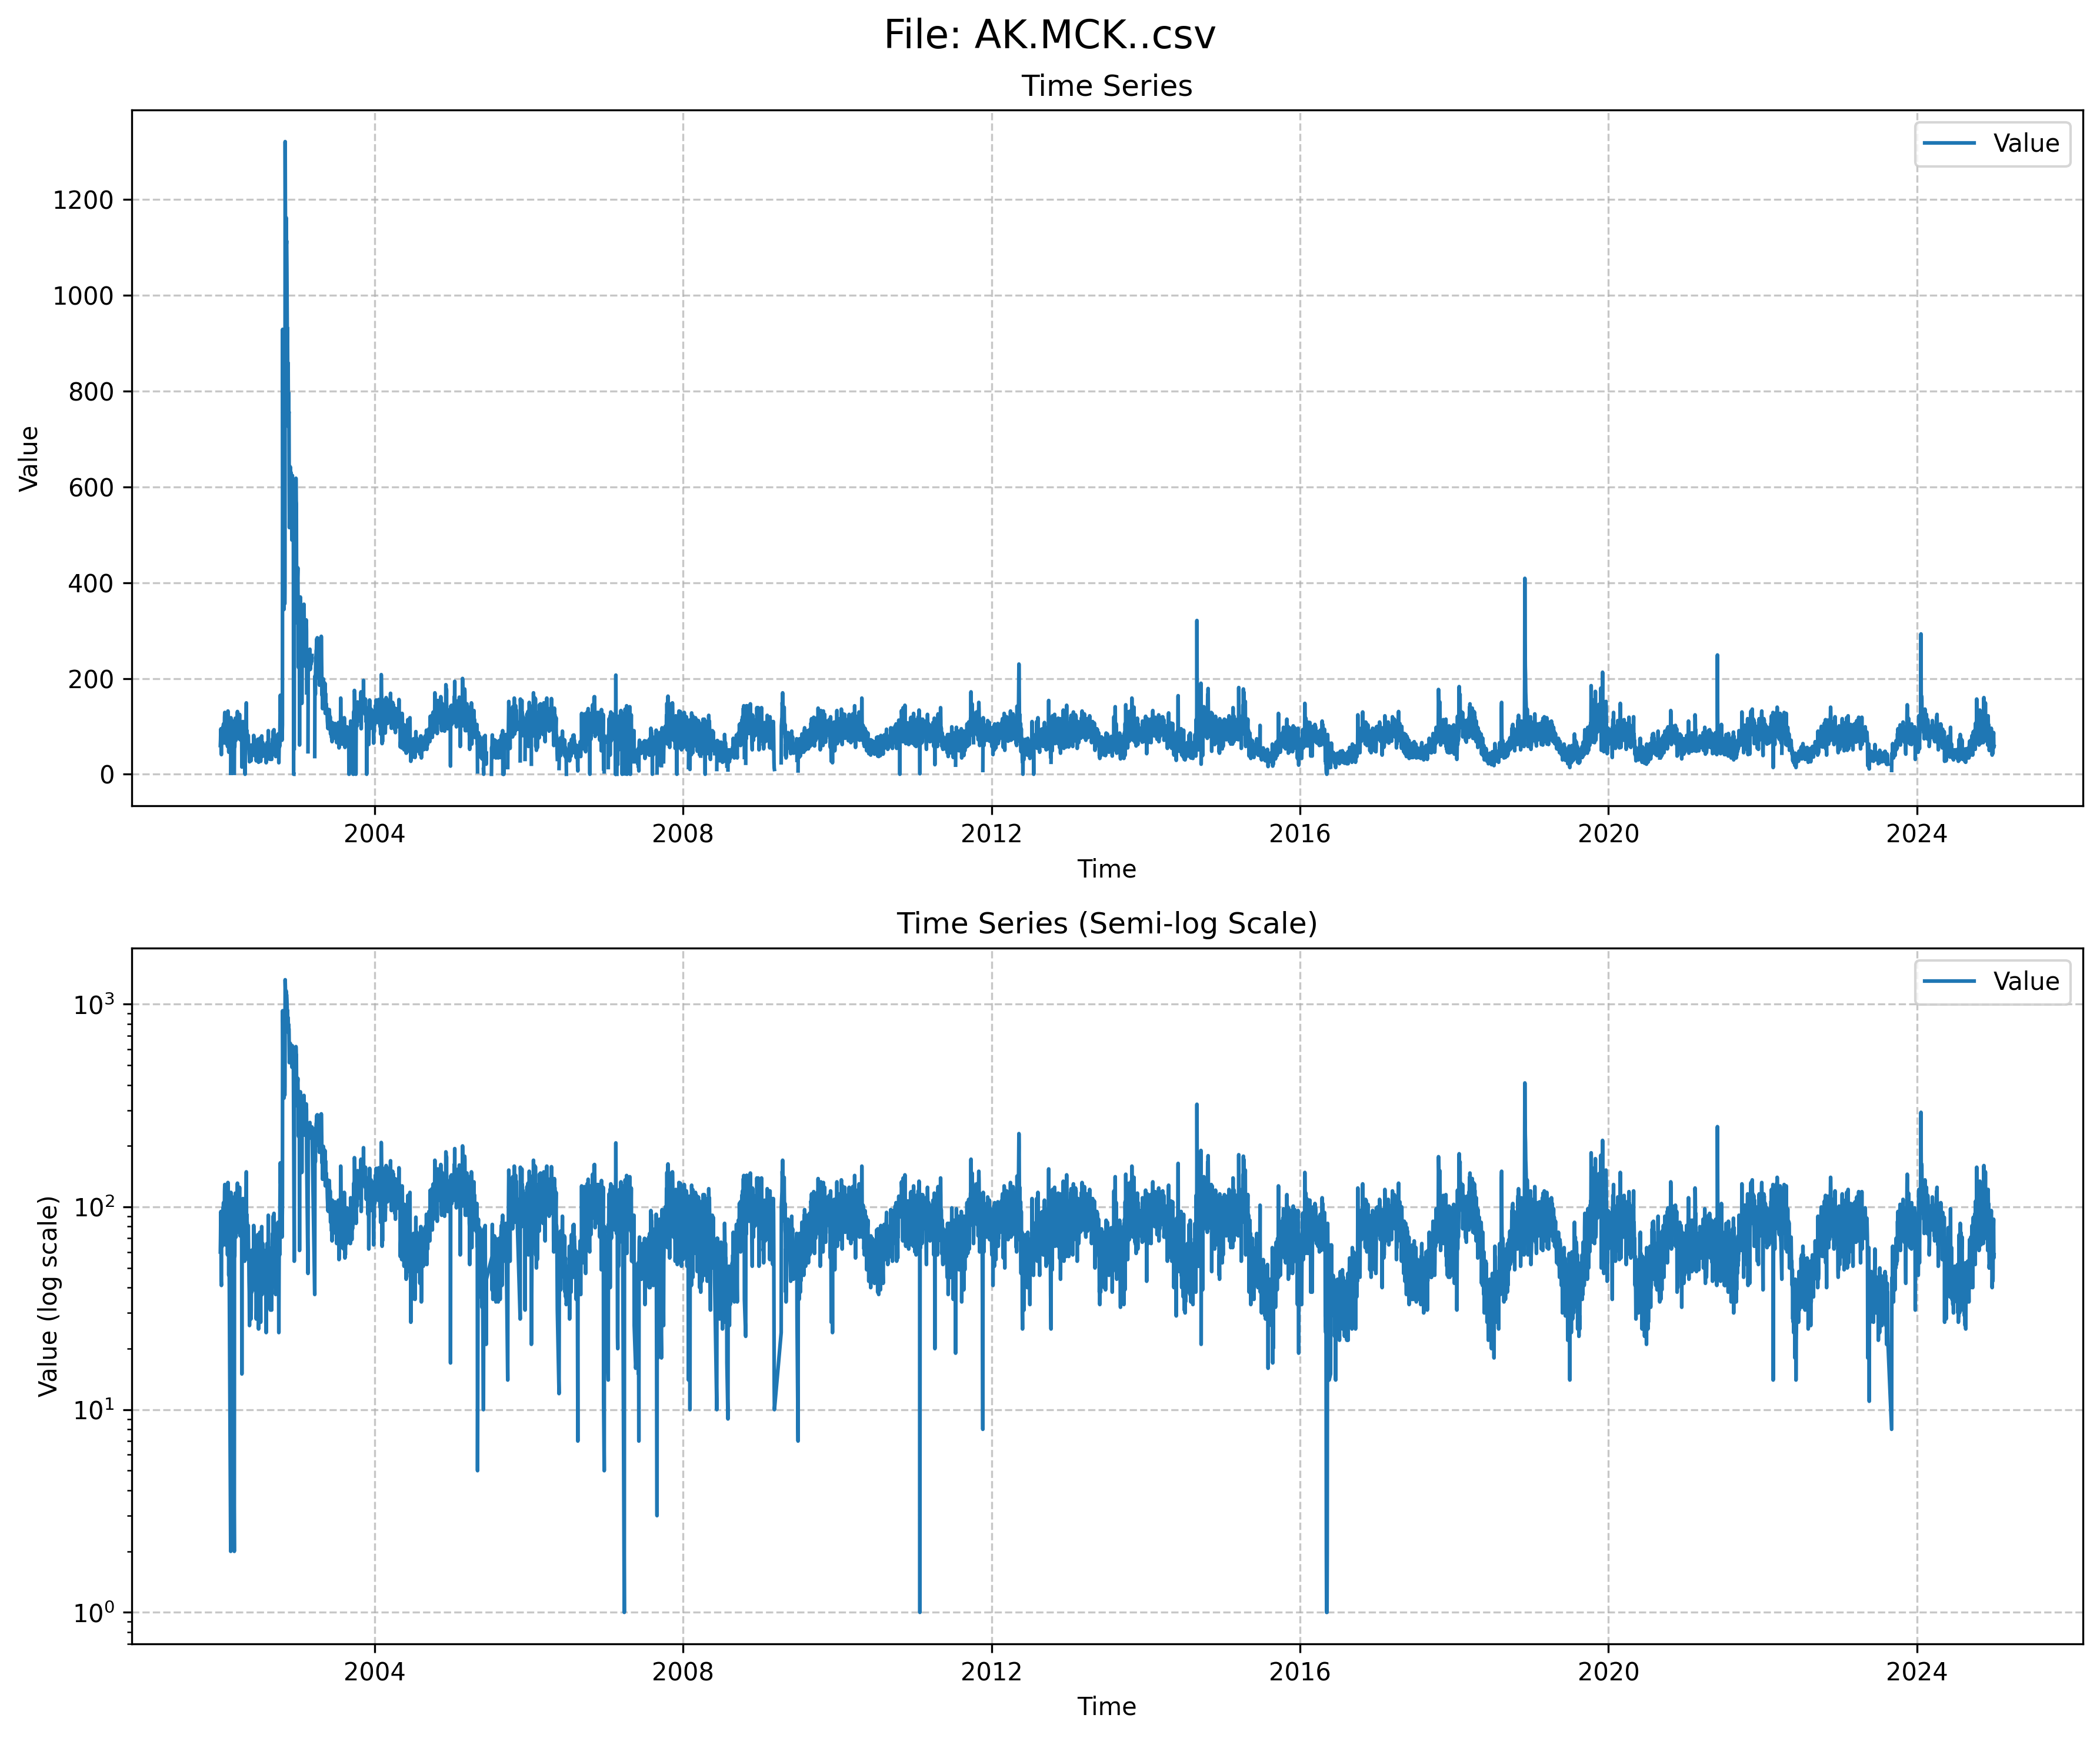 File: AK.MCK..csv
Time Series
Value
1200
1000
800
600
400
200
0
Value
2004 2008 2012 2016 2020 2024
Time
Time Series (Semi-log Scale)
Value
10³
10²
10¹
10⁰
Value (log scale)
2004 2008 2012 2016 2020 2024
Time